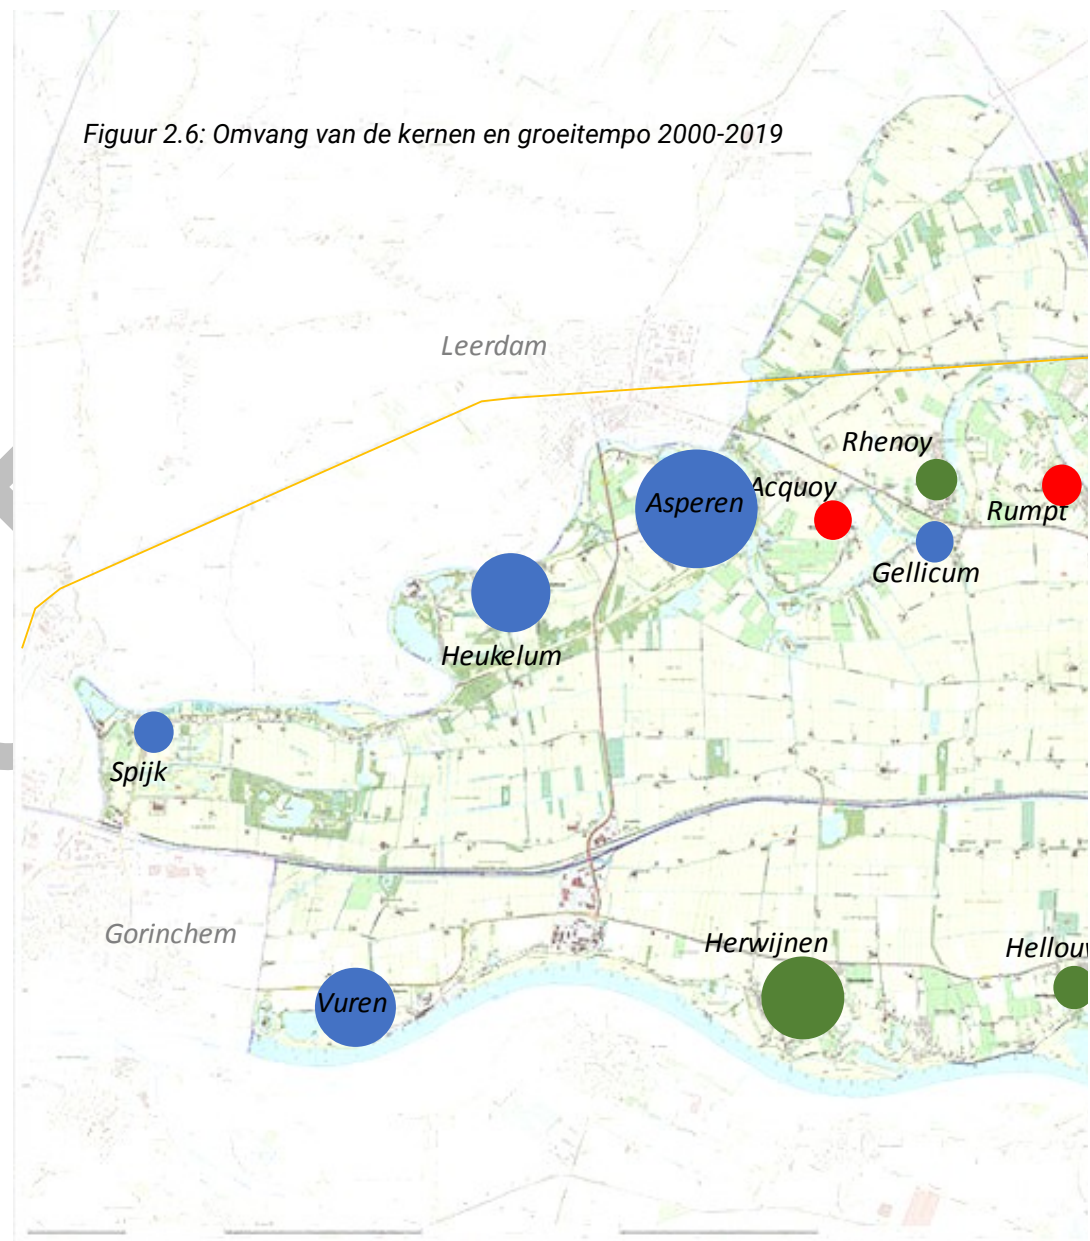 Figuur 2.6: Omvang van de kernen en groeitempo 2000-2019
Leerdam
Rhenoy
Acquoy
Asperen
Rumpt
Gellicum
Heukelum
Spijk
Gorinchem
Herwijnen
Vuren